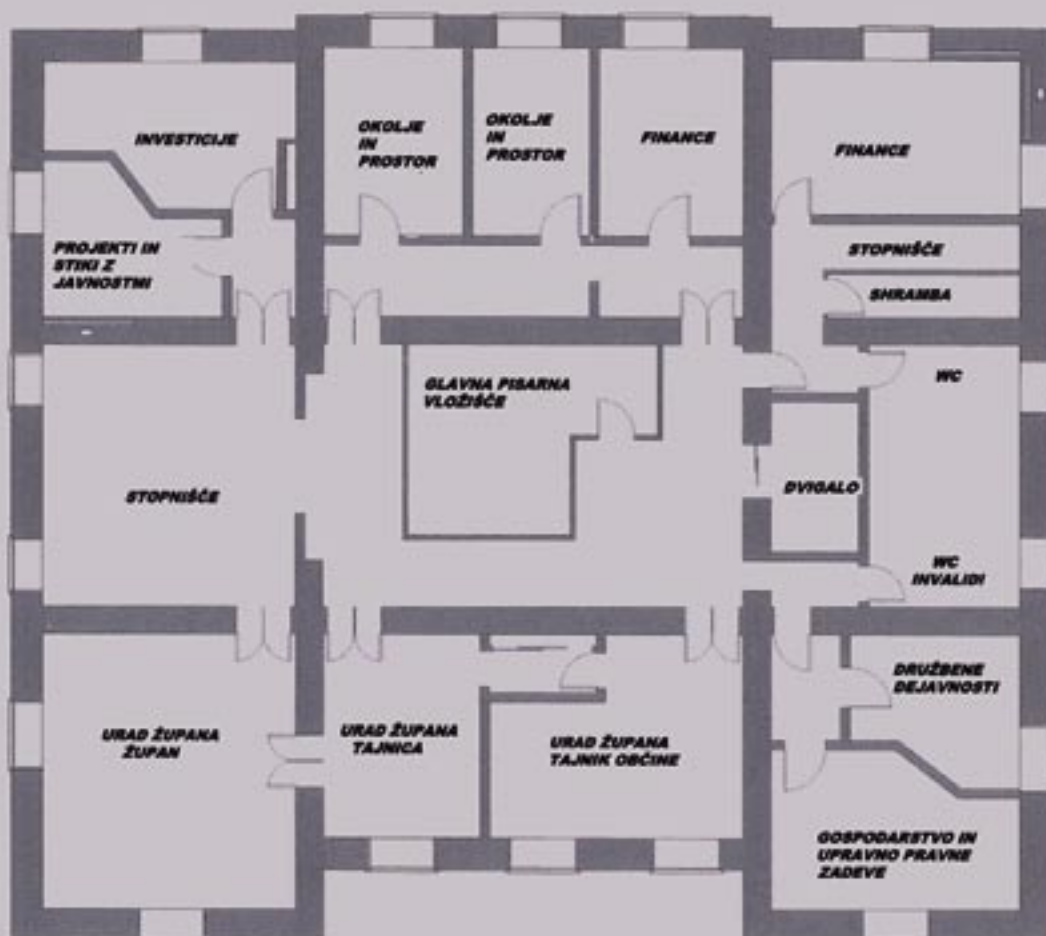 INVESTICIJE
OKOLJE
IN
PROSTOR
OKOLJE
IN
PROSTOR
FINANCE
FINANCE
PROJEKTI IN
STIKI Z
JAVNOSTMI
STOPNIŠČE
SHRAMBA
GLAVNA PISARNA
VLOŽIŠČE
WC
STOPNIŠČE
DVIGALO
WC
INVALIDI
URAD ŽUPANA
ŽUPAN
URAD ŽUPANA
TAJNICA
URAD ŽUPANA
TAJNIK OBČINE
DRUŽBENE
DEJAVNOSTI
GOSPODARSTVO IN
UPRAVNO PRAVNE
ZADEVE